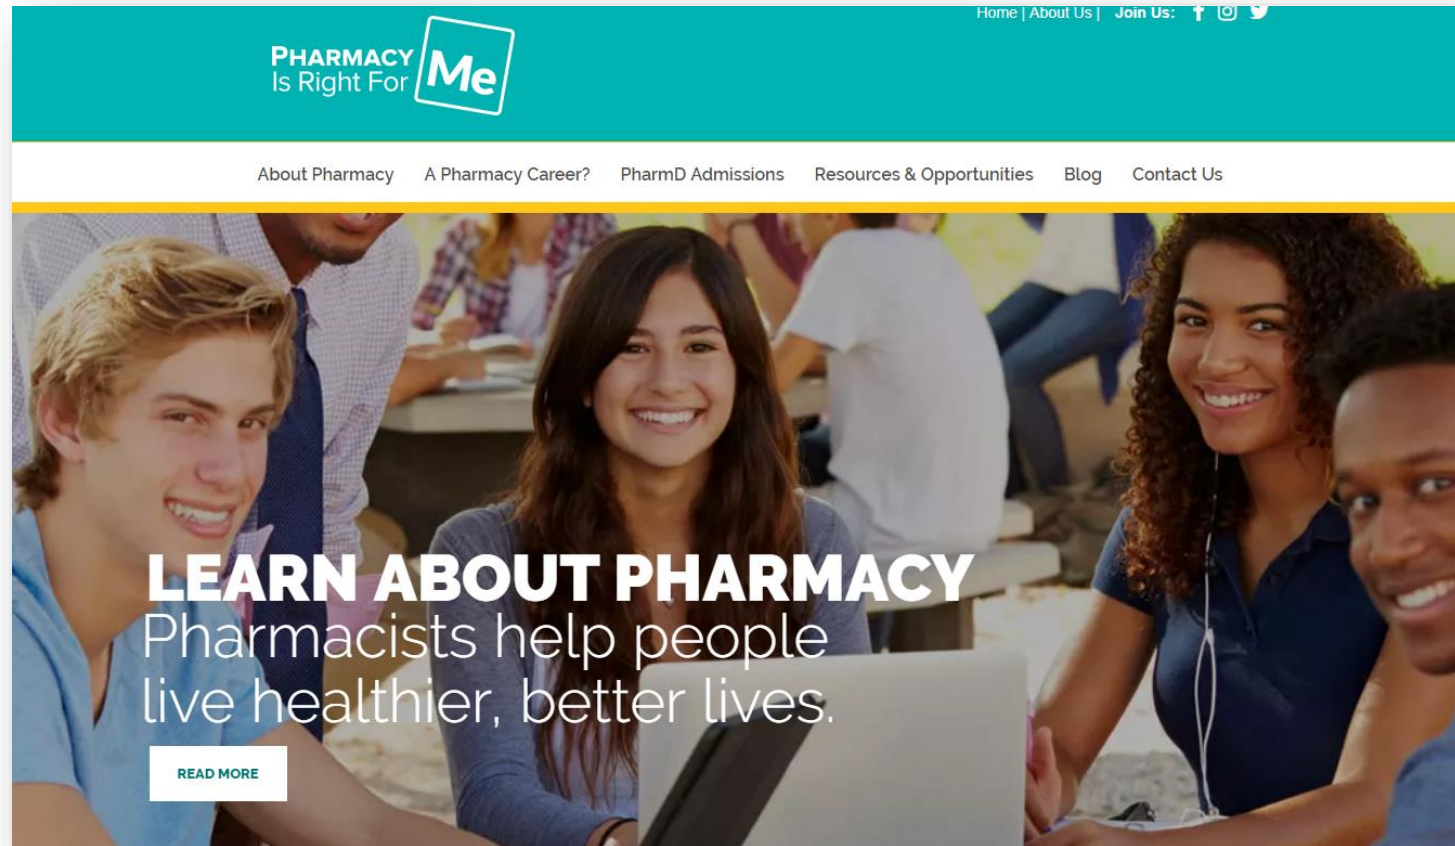 Home | About Us | Join Us:
PHARMACY
Is Right For Me
About Pharmacy A Pharmacy Career? PharmD Admissions Resources & Opportunities Blog Contact Us
LEARN ABOUT PHARMACY
Pharmacists help people
live healthier, better lives.
READ MORE